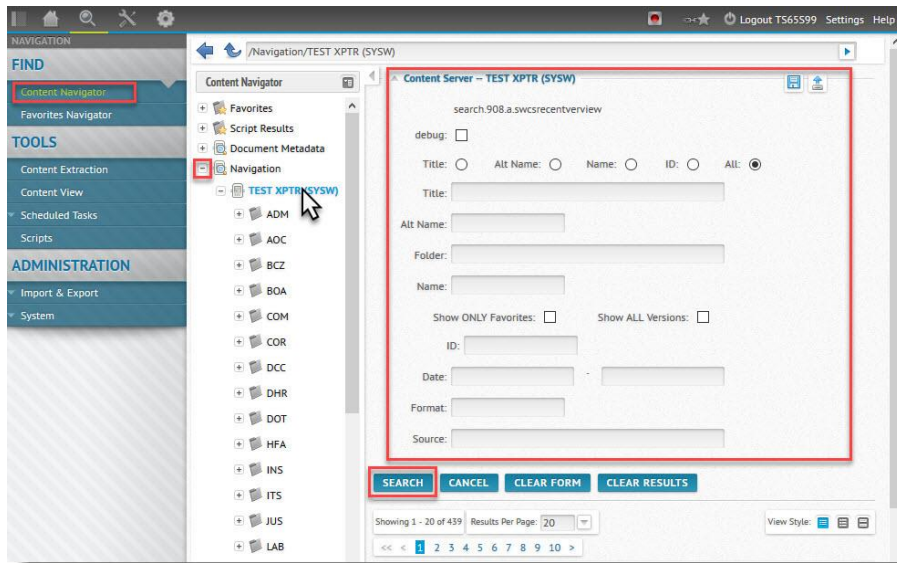 Logout TS65599 Settings Help
NAVIGATION
FIND
Content Navigator
Favorites Navigator
TOOLS
Content Extraction
Content View
Scheduled Tasks
Scripts
ADMINISTRATION
Import & Export
System
/Navigation/TEST XPTR (SYSW)
Content Navigator
Favorites
Script Results
Document Metadata
Navigation
TEST XPTR (SYSW)
ADM
AOC
BCZ
BOA
COM
COR
DCC
DHR
DOT
HFA
INS
ITS
JUS
LAB
Content Server – TEST XPTR (SYSW)
search.908.a.swcsrecentverview
debug:
Title: Alt Name: Name: ID: All:
Title:
Alt Name:
Folder:
Name:
Show ONLY Favorites: Show ALL Versions:
ID:
Date: -
Format:
Source:
SEARCH CANCEL CLEAR FORM CLEAR RESULTS
Showing 1 - 20 of 439 Results Per Page: 20 View Style:
<< < 1 2 3 4 5 6 7 8 9 10 >